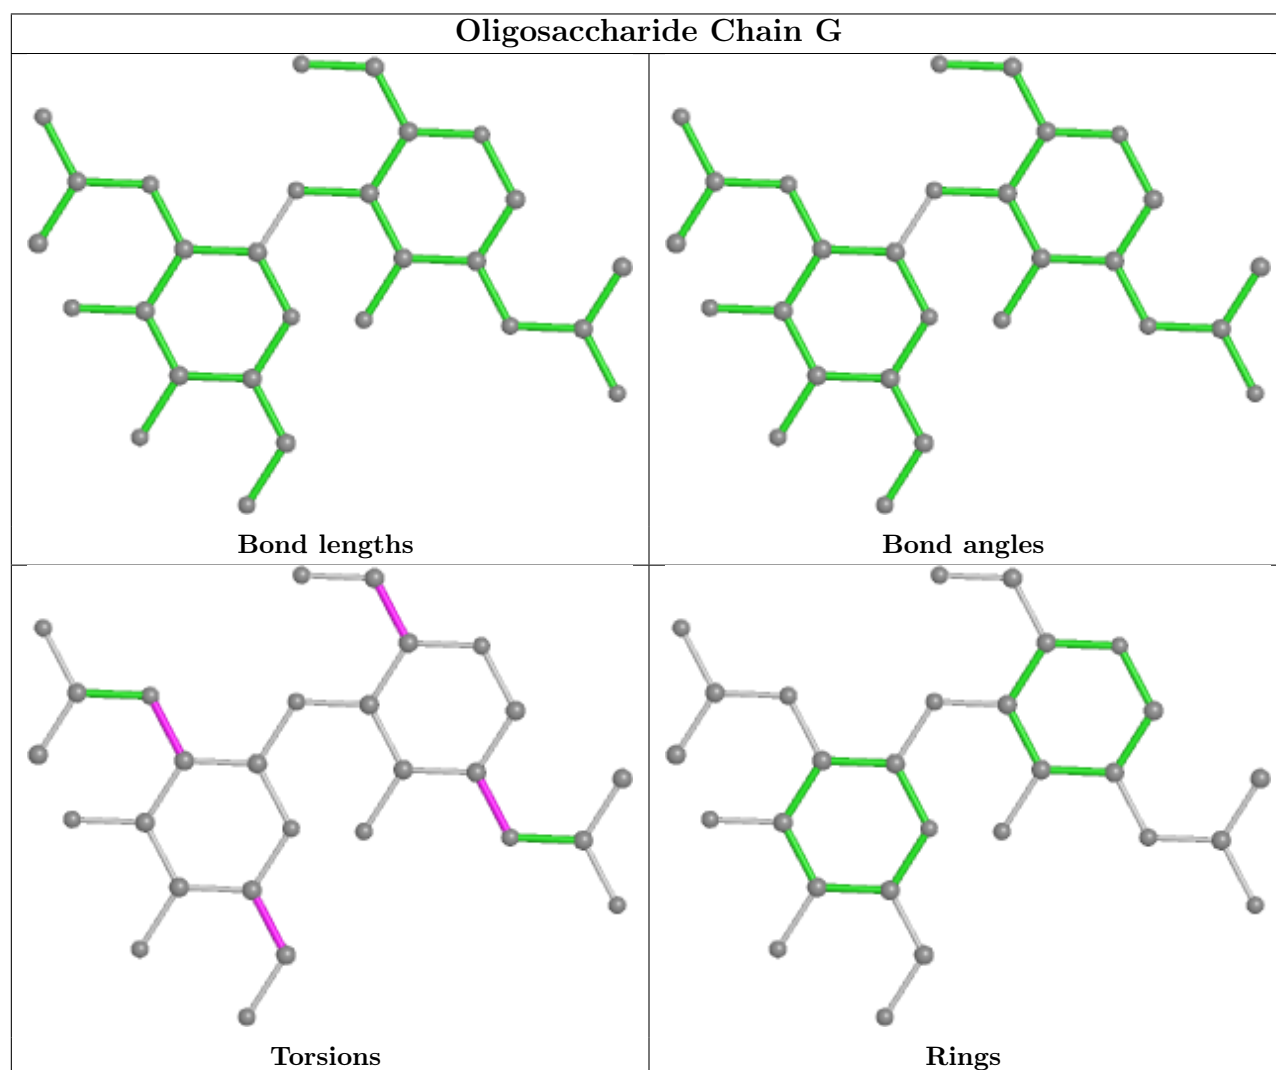 Oligosaccharide Chain G
Bond lengths
Bond angles
Torsions
Rings